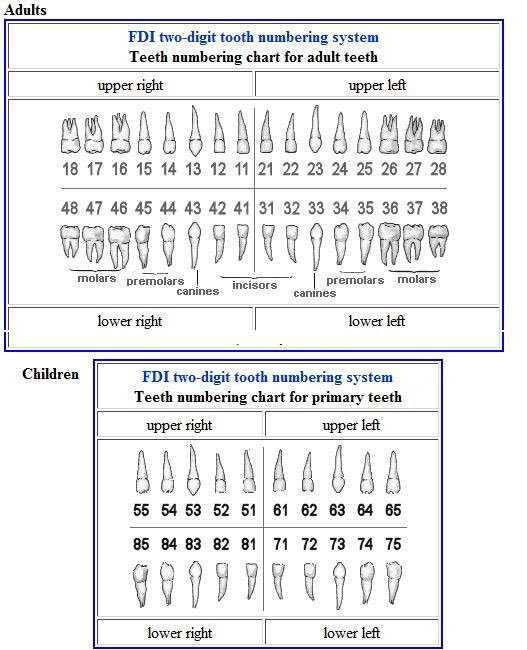 Adults
FDI two-digit tooth numbering system
Teeth numbering chart for adult teeth
upper right upper left
18 17 16 15 14 13 12 11 21 22 23 24 25 26 27 28
48 47 46 45 44 43 42 41 31 32 33 34 35 36 37 38
molars premolars canines incisors canines premolars molars
lower right lower left
Children
FDI two-digit tooth numbering system
Teeth numbering chart for primary teeth
upper right upper left
55 54 53 52 51 61 62 63 64 65
85 84 83 82 81 71 72 73 74 75
lower right lower left